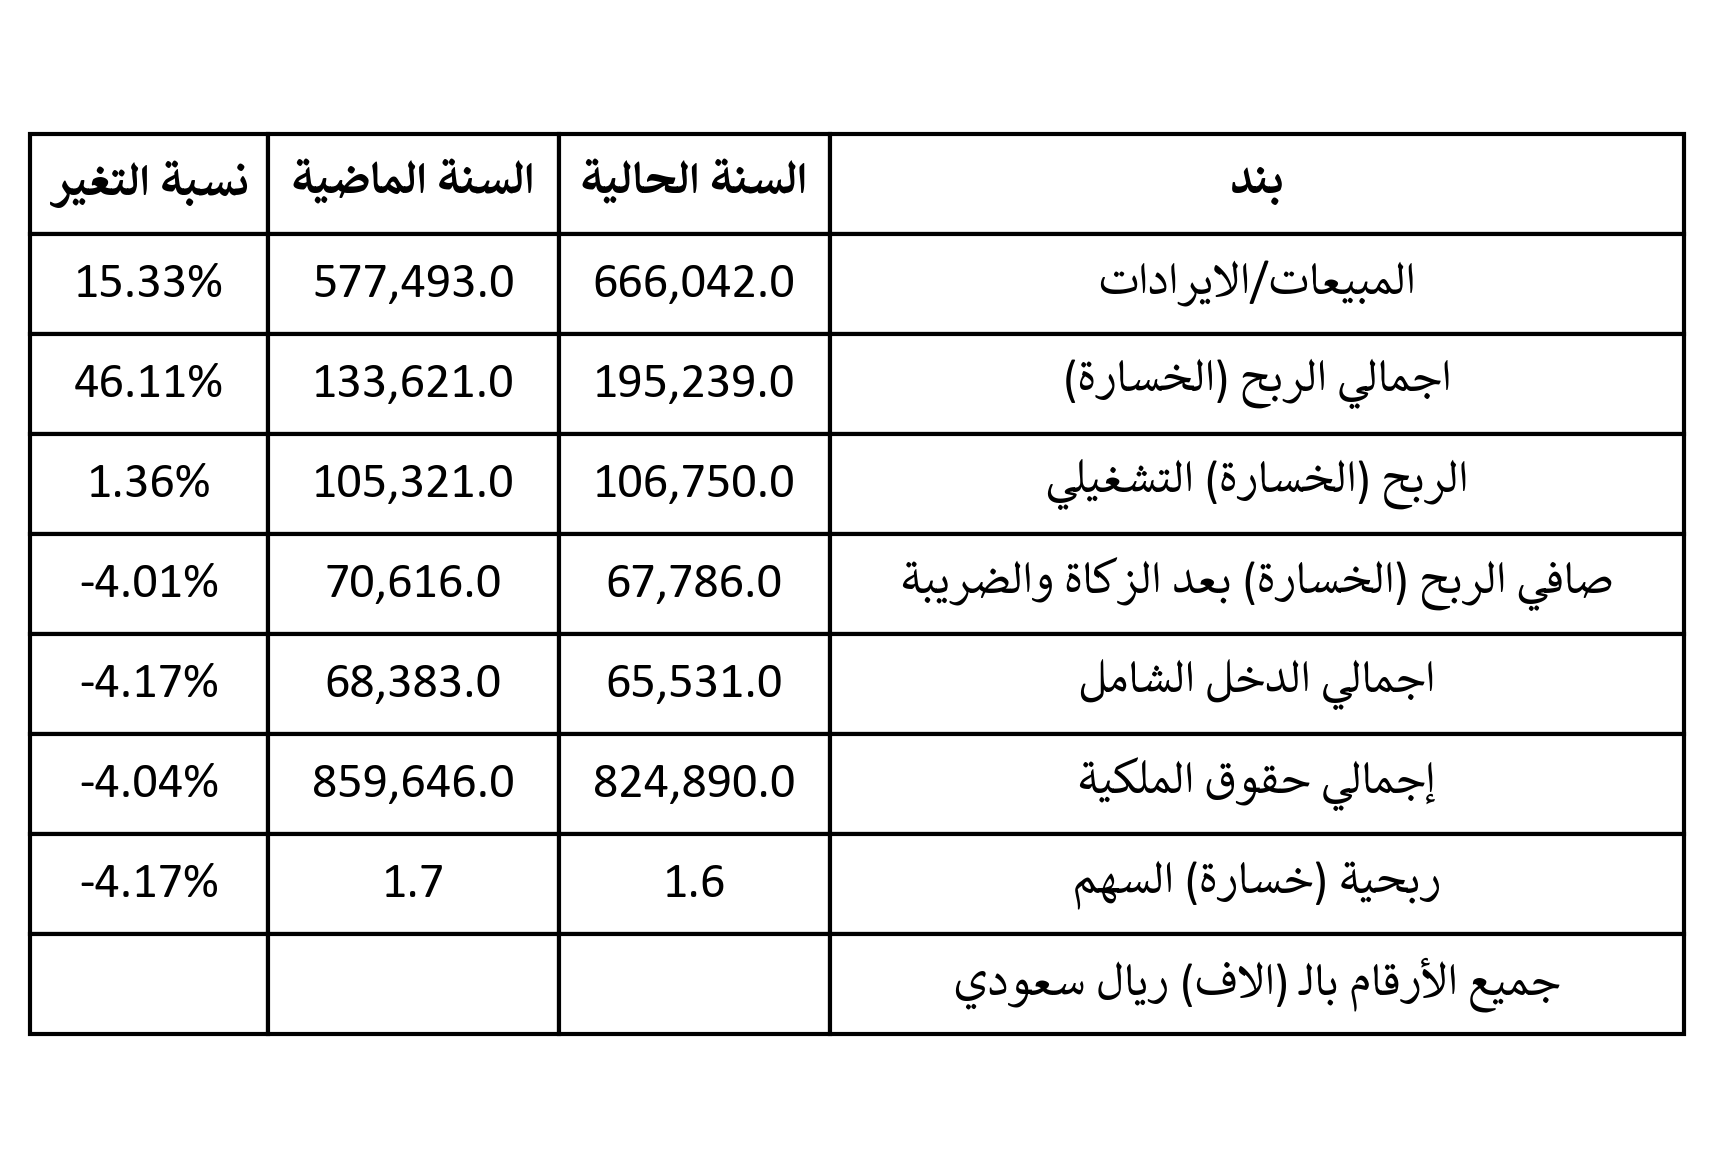 بند السنة الحالية السنة الماضية نسبة التغير
المبيعات/الايرادات 666,042.0 577,493.0 15.33%
اجمالي الربح (الخسارة) 195,239.0 133,621.0 46.11%
الربح (الخسارة) التشغيلي 106,750.0 105,321.0 1.36%
صافي الربح (الخسارة) بعد الزكاة والضريبة 67,786.0 70,616.0 -4.01%
اجمالي الدخل الشامل 65,531.0 68,383.0 -4.17%
إجمالي حقوق الملكية 824,890.0 859,646.0 -4.04%
ربحية (خسارة) السهم 1.6 1.7 -4.17%
جميع الأرقام بالـ (الاف) ريال سعودي